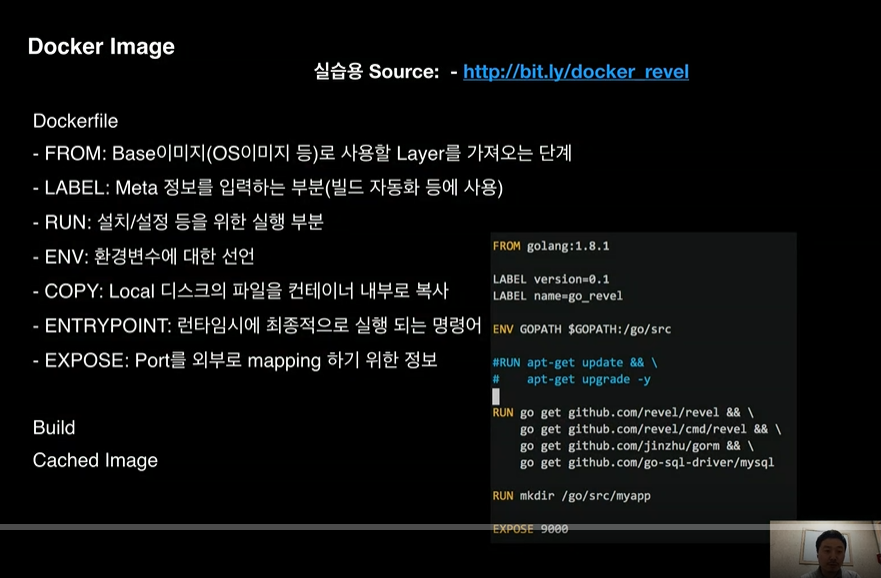 Docker Image
실습용 Source: - http://bit.ly/docker_revel
Dockerfile
- FROM: Base이미지(OS이미지 등)로 사용할 Layer를 가져오는 단계
- LABEL: Meta 정보를 입력하는 부분(빌드 자동화 등에 사용)
- RUN: 설치/설정 등을 위한 실행 부분
- ENV: 환경변수에 대한 선언
- COPY: Local 디스크의 파일을 컨테이너 내부로 복사
- ENTRYPOINT: 런타임시에 최종적으로 실행 되는 명령어
- EXPOSE: Port를 외부로 mapping 하기 위한 정보
Build
Cached Image
FROM golang:1.8.1
LABEL version=0.1
LABEL name=go_revel
ENV GOPATH $GOPATH:/go/src
#RUN apt-get update && \
#    apt-get upgrade -y
RUN go get github.com/revel/revel && \
    go get github.com/revel/cmd/revel && \
    go get github.com/jinzhu/gorm && \
    go get github.com/go-sql-driver/mysql
RUN mkdir /go/src/myapp
EXPOSE 9000